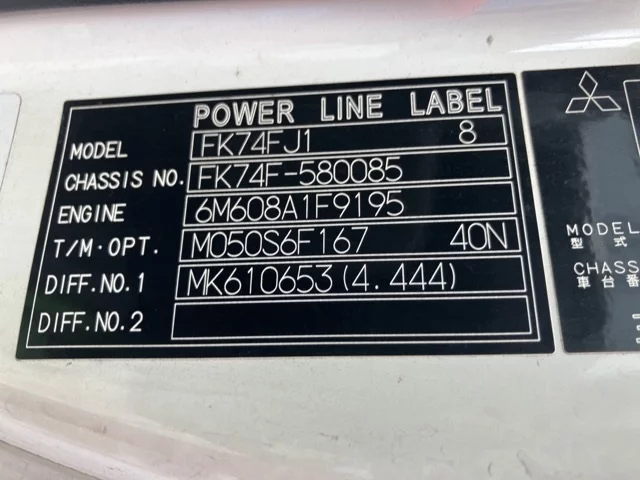 POWER LINE LABEL
MODEL FK74FJ1 8
CHASSIS NO. FK74F-580085
ENGINE 6M608A1F9195
T/M·OPT. M050S6F167 40N
DIFF.NO.1 MK610653(4.444)
DIFF.NO.2
MODEL
型式
CHASS
車台番